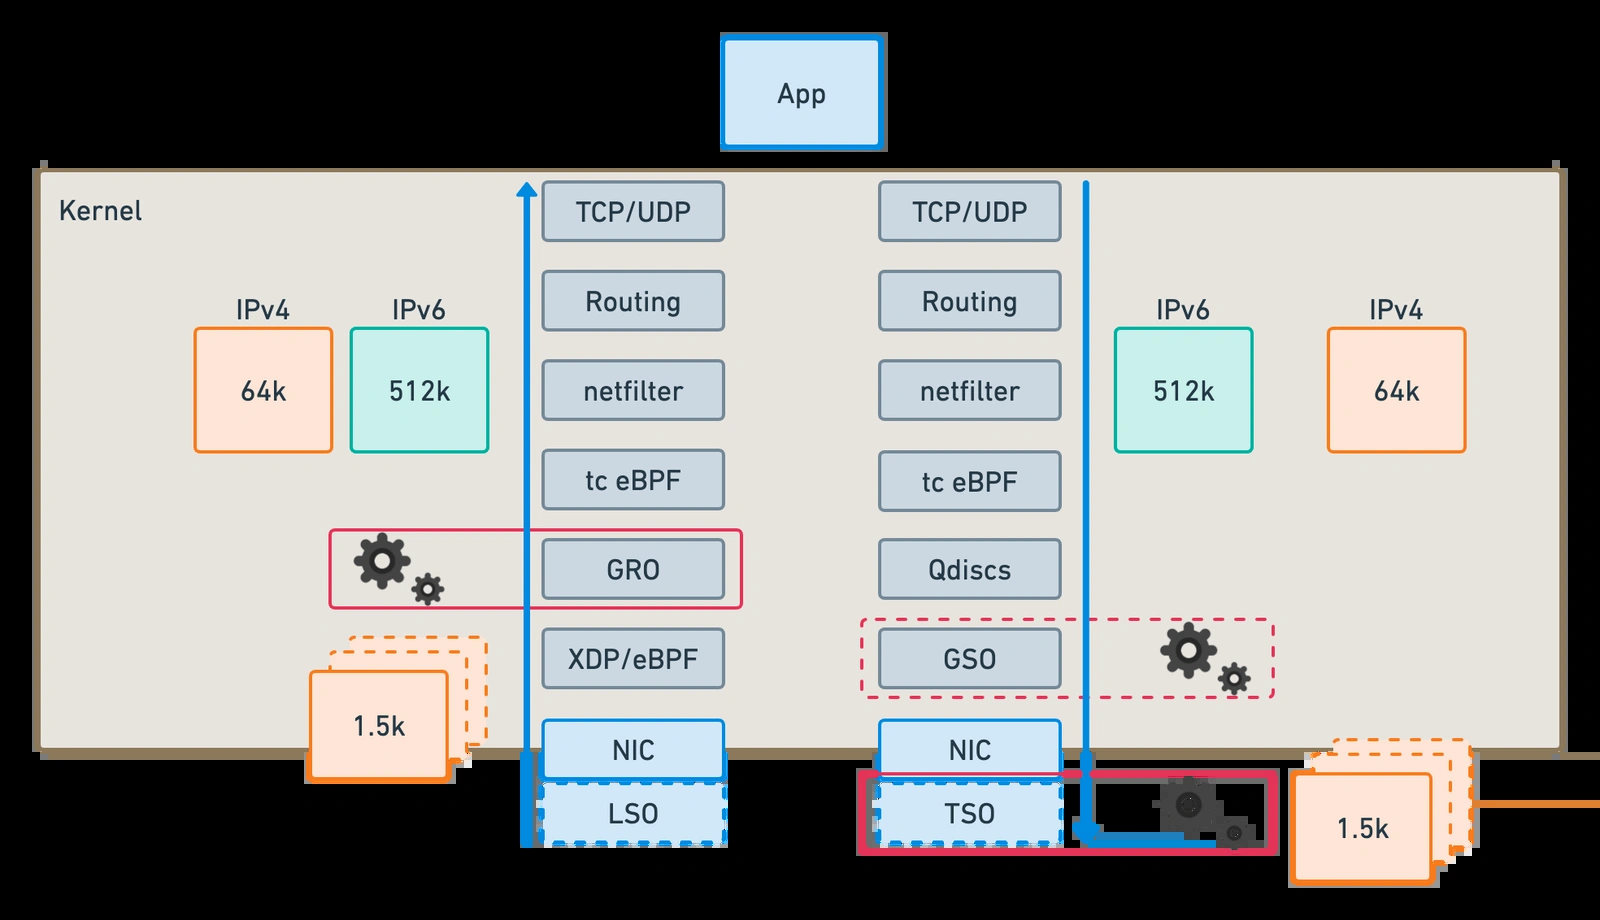 App
Kernel
TCP/UDP
TCP/UDP
Routing
Routing
IPv4
IPv6
IPv6
IPv4
64k
512k
netfilter
netfilter
512k
64k
tc eBPF
tc eBPF
GRO
Qdiscs
XDP/eBPF
GSO
1.5k
NIC
NIC
LSO
TSO
1.5k